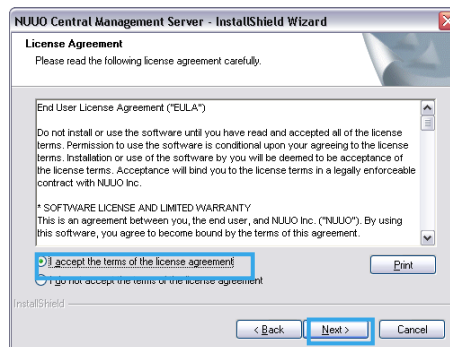 NUUO Central Management Server - InstallShield Wizard
License Agreement
Please read the following license agreement carefully.
End User License Agreement ("EULA")
Do not install or use the software until you have read and accepted all of the license
terms. Permission to use the software is conditional upon your agreeing to the license
terms. Installation or use of the software by you will be deemed to be acceptance of
the license terms. Acceptance will bind you to the license terms in a legally enforceable
contract with NUUO Inc.
* SOFTWARE LICENSE AND LIMITED WARRANTY
This is an agreement between you, the end user, and NUUO Inc. ("NUUO"). By using
this software, you agree to become bound by the terms of this agreement.
I accept the terms of the license agreement
Print
I do not accept the terms of the license agreement
InstallShield
< Back
Next >
Cancel